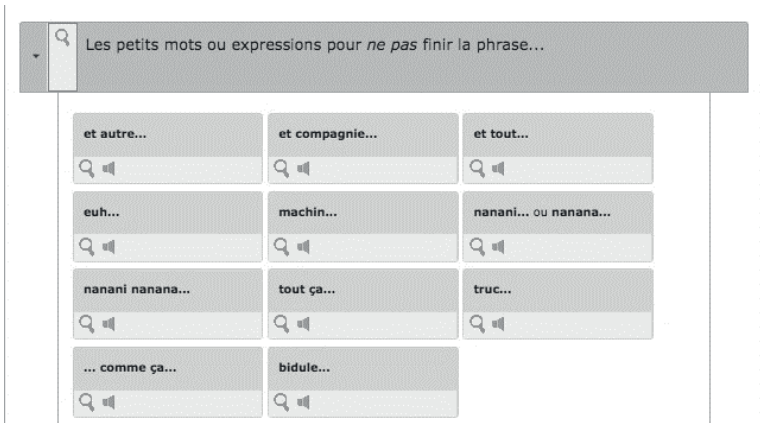 Les petits mots ou expressions pour ne pas finir la phrase...
et autre...
et compagnie...
et tout...
euh...
machin...
nanani... ou nanana...
nanani nanana...
tout ça...
truc...
... comme ça...
bidule...